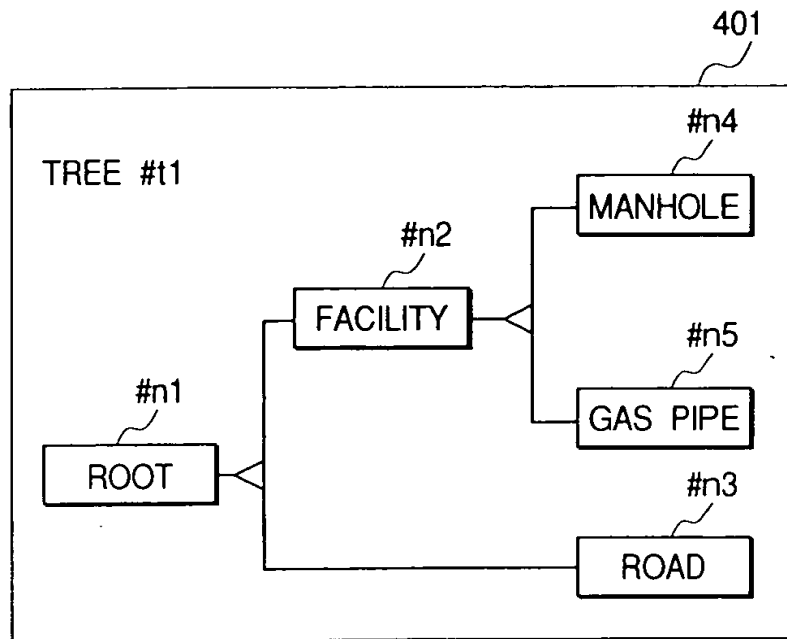 401
#n4
TREE #t1
MANHOLE
#n2
FACILITY
#n5
#n1
GAS PIPE
ROOT
#n3
ROAD